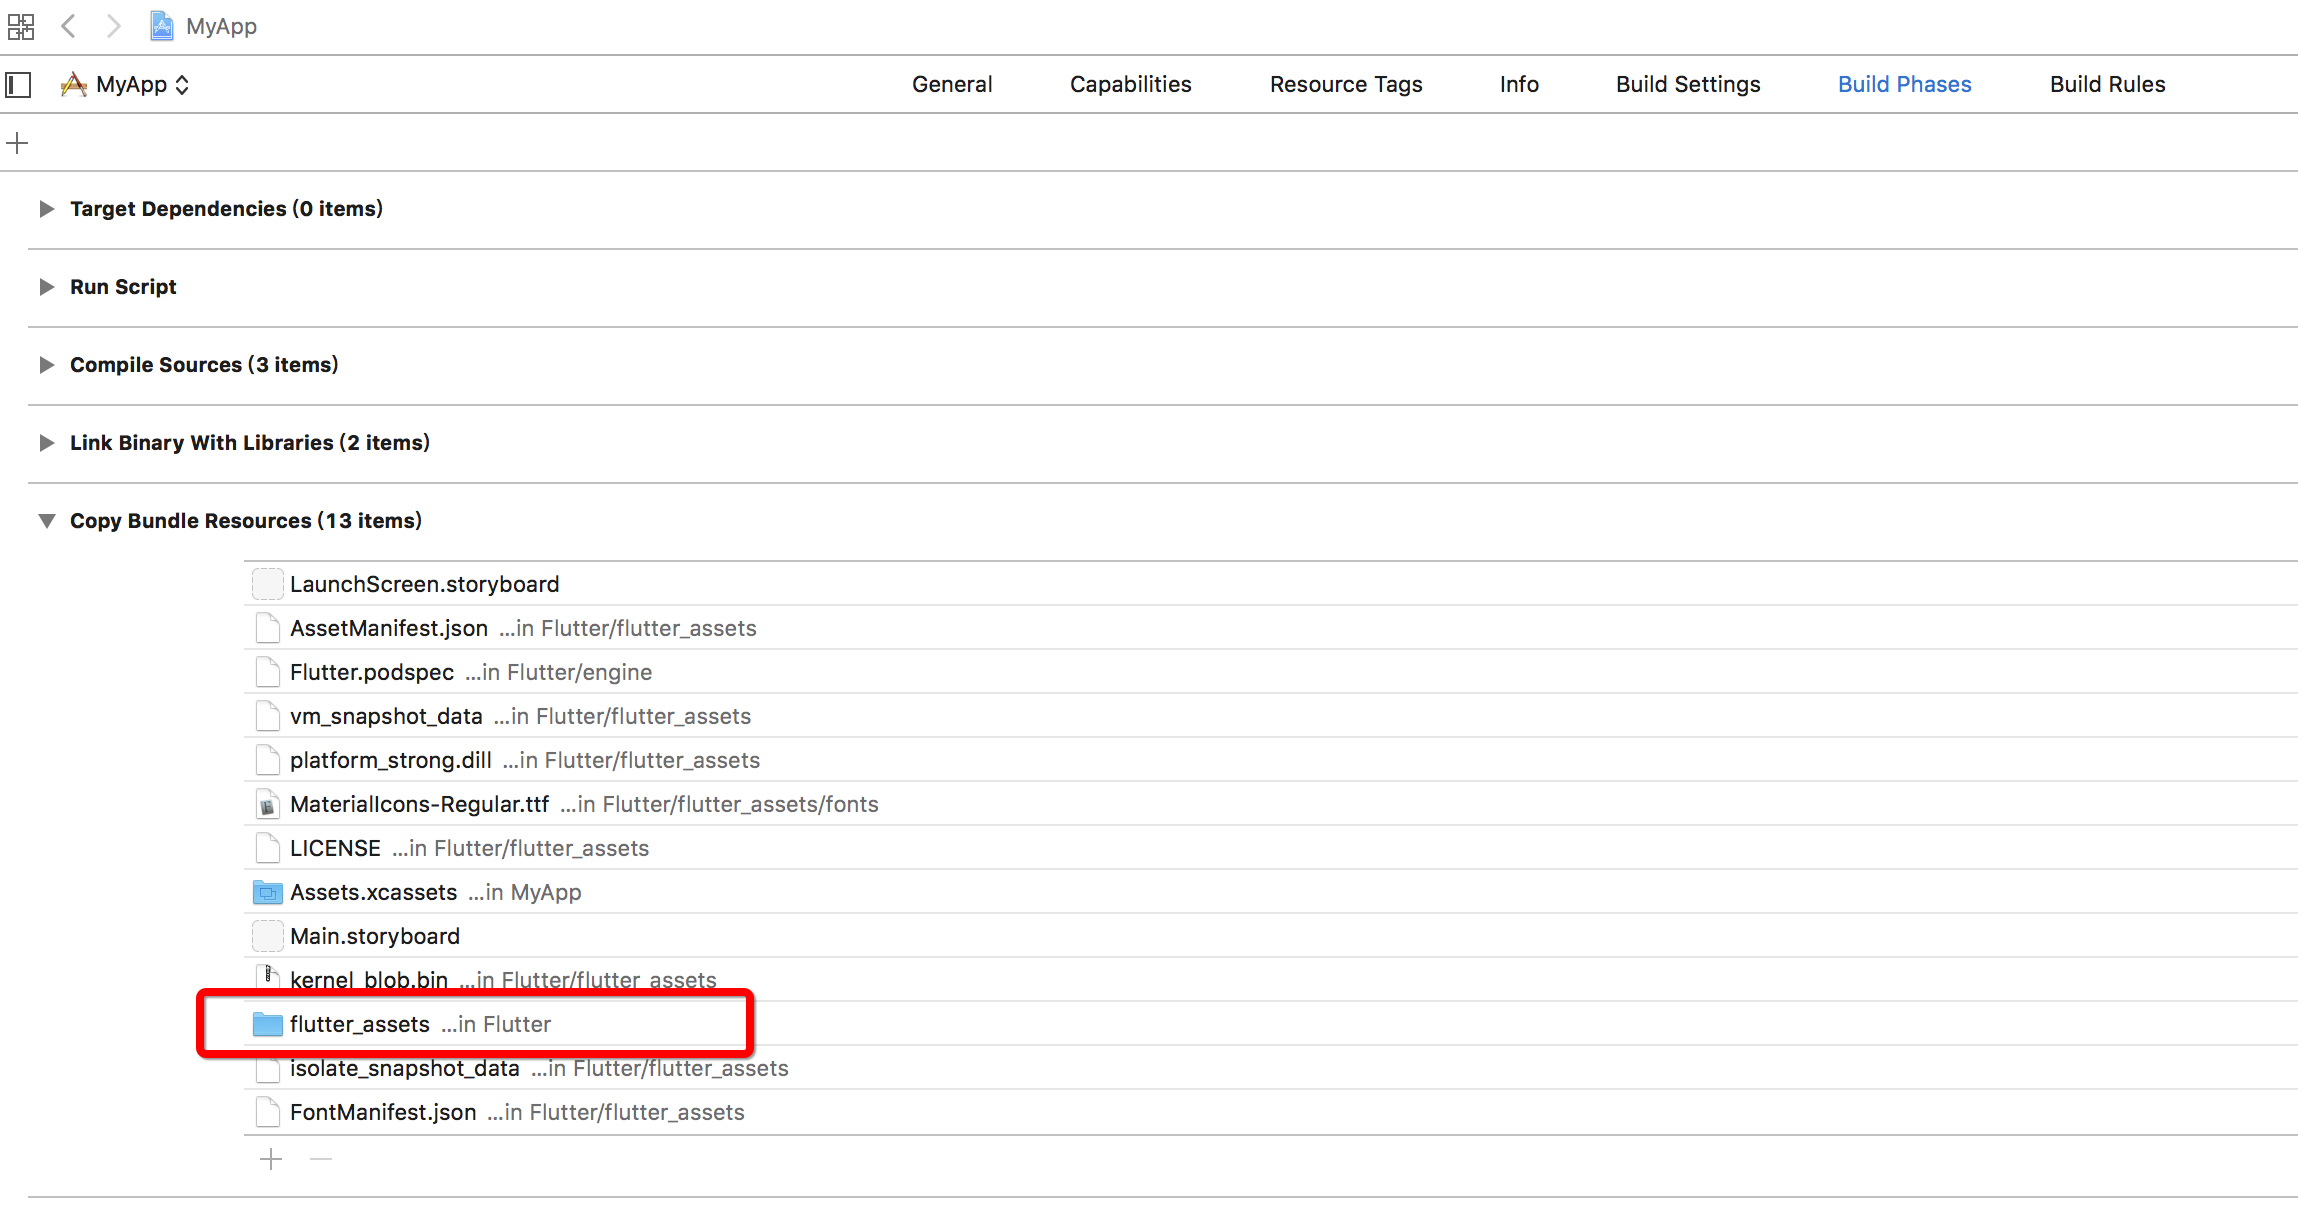 MyApp
MyApp General Capabilities Resource Tags Info Build Settings Build Phases Build Rules
Target Dependencies (0 items)
Run Script
Compile Sources (3 items)
Link Binary With Libraries (2 items)
Copy Bundle Resources (13 items)
LaunchScreen.storyboard
AssetManifest.json ...in Flutter/flutter_assets
Flutter.podspec ...in Flutter/engine
vm_snapshot_data ...in Flutter/flutter_assets
platform_strong.dill ...in Flutter/flutter_assets
MaterialIcons-Regular.ttf ...in Flutter/flutter_assets/fonts
LICENSE ...in Flutter/flutter_assets
Assets.xcassets ...in MyApp
Main.storyboard
kernel_blob.bin ...in Flutter/flutter_assets
flutter_assets ...in Flutter
isolate_snapshot_data ...in Flutter/flutter_assets
FontManifest.json ...in Flutter/flutter_assets